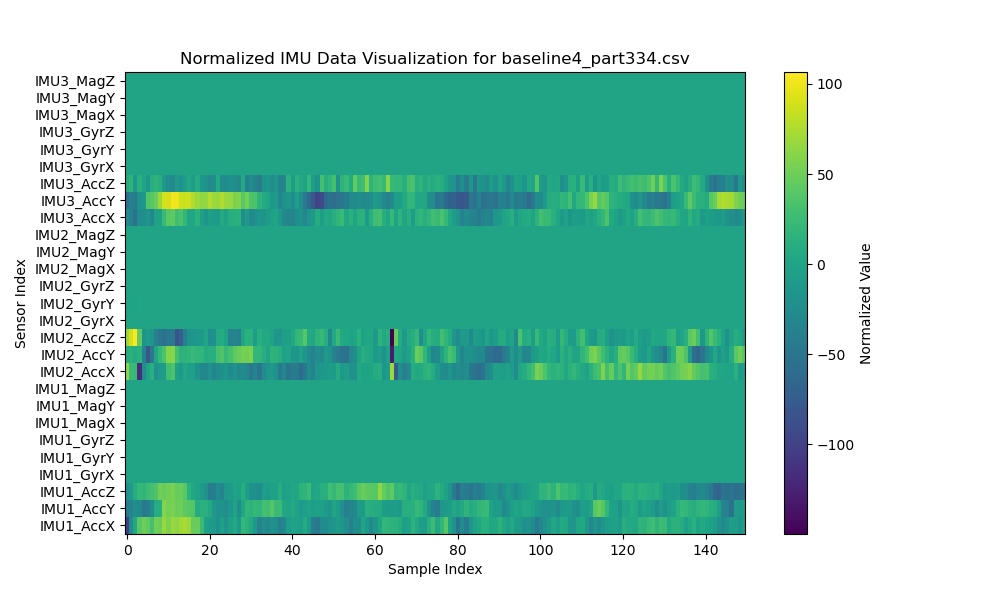 Normalized IMU Data Visualization for baseline4_part334.csv
IMU3_MagZ
IMU3_MagY
IMU3_MagX
IMU3_GyrZ
IMU3_GyrY
IMU3_GyrX
IMU3_AccZ
IMU3_AccY
IMU3_AccX
IMU2_MagZ
IMU2_MagY
IMU2_MagX
IMU2_GyrZ
IMU2_GyrY
IMU2_GyrX
IMU2_AccZ
IMU2_AccY
IMU2_AccX
IMU1_MagZ
IMU1_MagY
IMU1_MagX
IMU1_GyrZ
IMU1_GyrY
IMU1_GyrX
IMU1_AccZ
IMU1_AccY
IMU1_AccX
Sensor Index
0 20 40 60 80 100 120 140
Sample Index
100
50
0
−50
−100
Normalized Value